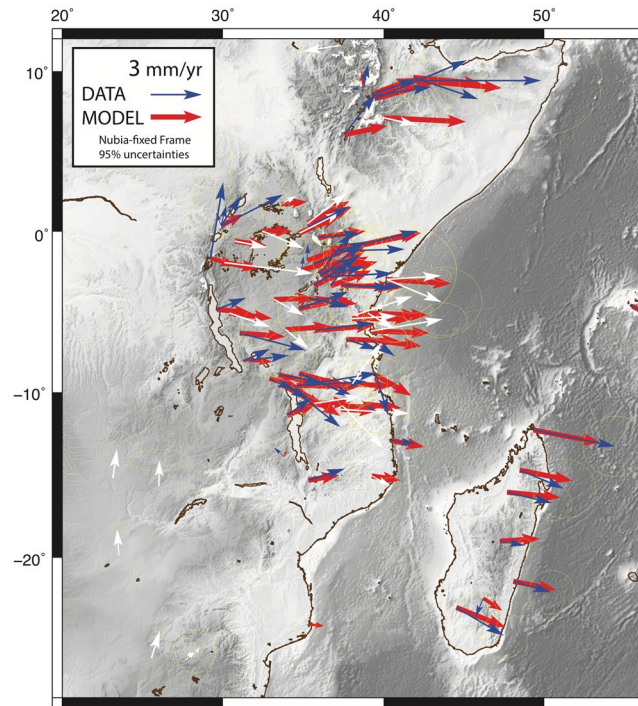 20° 30° 40° 50°
10°
3 mm/yr
DATA
MODEL
Nubia-fixed Frame
95% uncertainties
0°
−10°
−20°